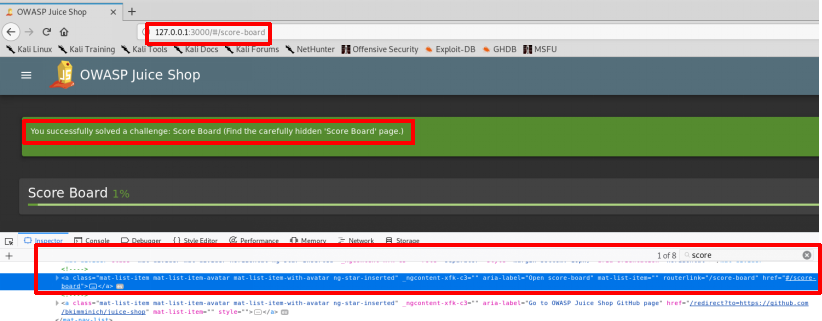 OWASP Juice Shop
127.0.0.1:3000/#/score-board
Kali Linux Kali Training Kali Tools Kali Docs Kali Forums NetHunter Offensive Security Exploit-DB GHDB MSFU
OWASP Juice Shop
You successfully solved a challenge: Score Board (Find the carefully hidden 'Score Board' page.)
Score Board 1%
Inspector Console Debugger {} Style Editor Performance Memory Network Storage
1 of 8 score
<!---->
<a class="mat-list-item mat-list-item-avatar mat-list-item-with-avatar ng-star-inserted" _ngcontent-xfk-c3="" aria-label="Open score-board" mat-list-item="" routerlink="/score-board" href="#/score-
board"></a> ev
<a class="mat-list-item mat-list-item-avatar mat-list-item-with-avatar ng-star-inserted" _ngcontent-xfk-c3="" aria-label="Go to OWASP Juice Shop GitHub page" href="/redirect?to=https://github.com
/bkimminich/juice-shop" mat-list-item="" style=""></a> ev
</mat-nav-list>